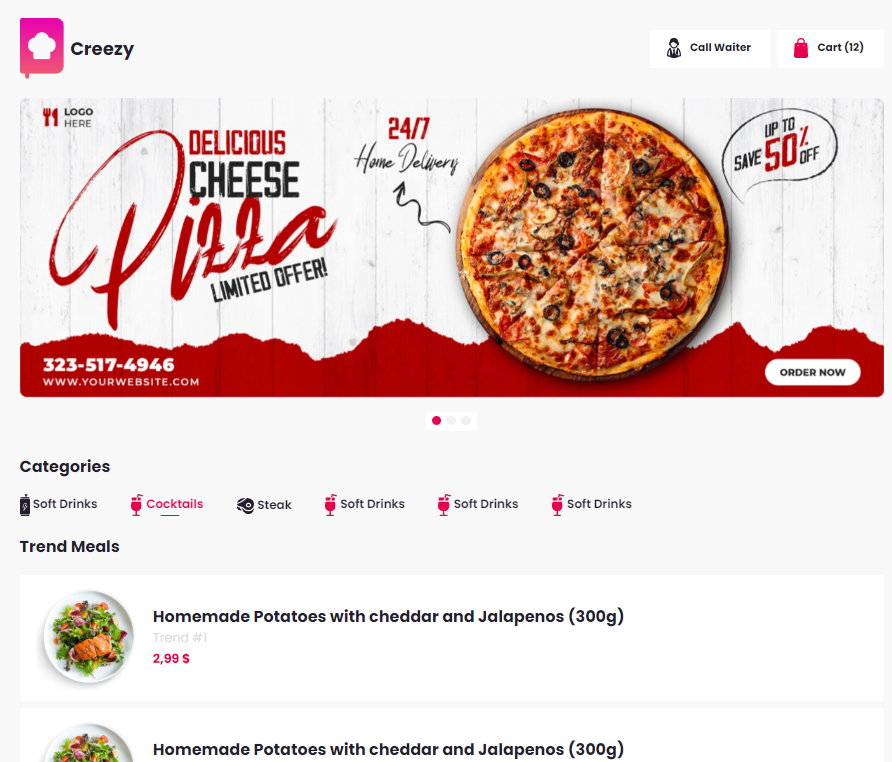 Creezy
Call Waiter
Cart (12)
LOGO
HERE
DELICIOUS
CHEESE
Pizza
LIMITED OFFER!
24/7
Home Delivery
UP TO
SAVE 50% OFF
323-517-4946
WWW.YOURWEBSITE.COM
ORDER NOW
Categories
Soft Drinks
Cocktails
Steak
Soft Drinks
Soft Drinks
Soft Drinks
Trend Meals
Homemade Potatoes with cheddar and Jalapenos (300g)
Trend #1
2,99 $
Homemade Potatoes with cheddar and Jalapenos (300g)